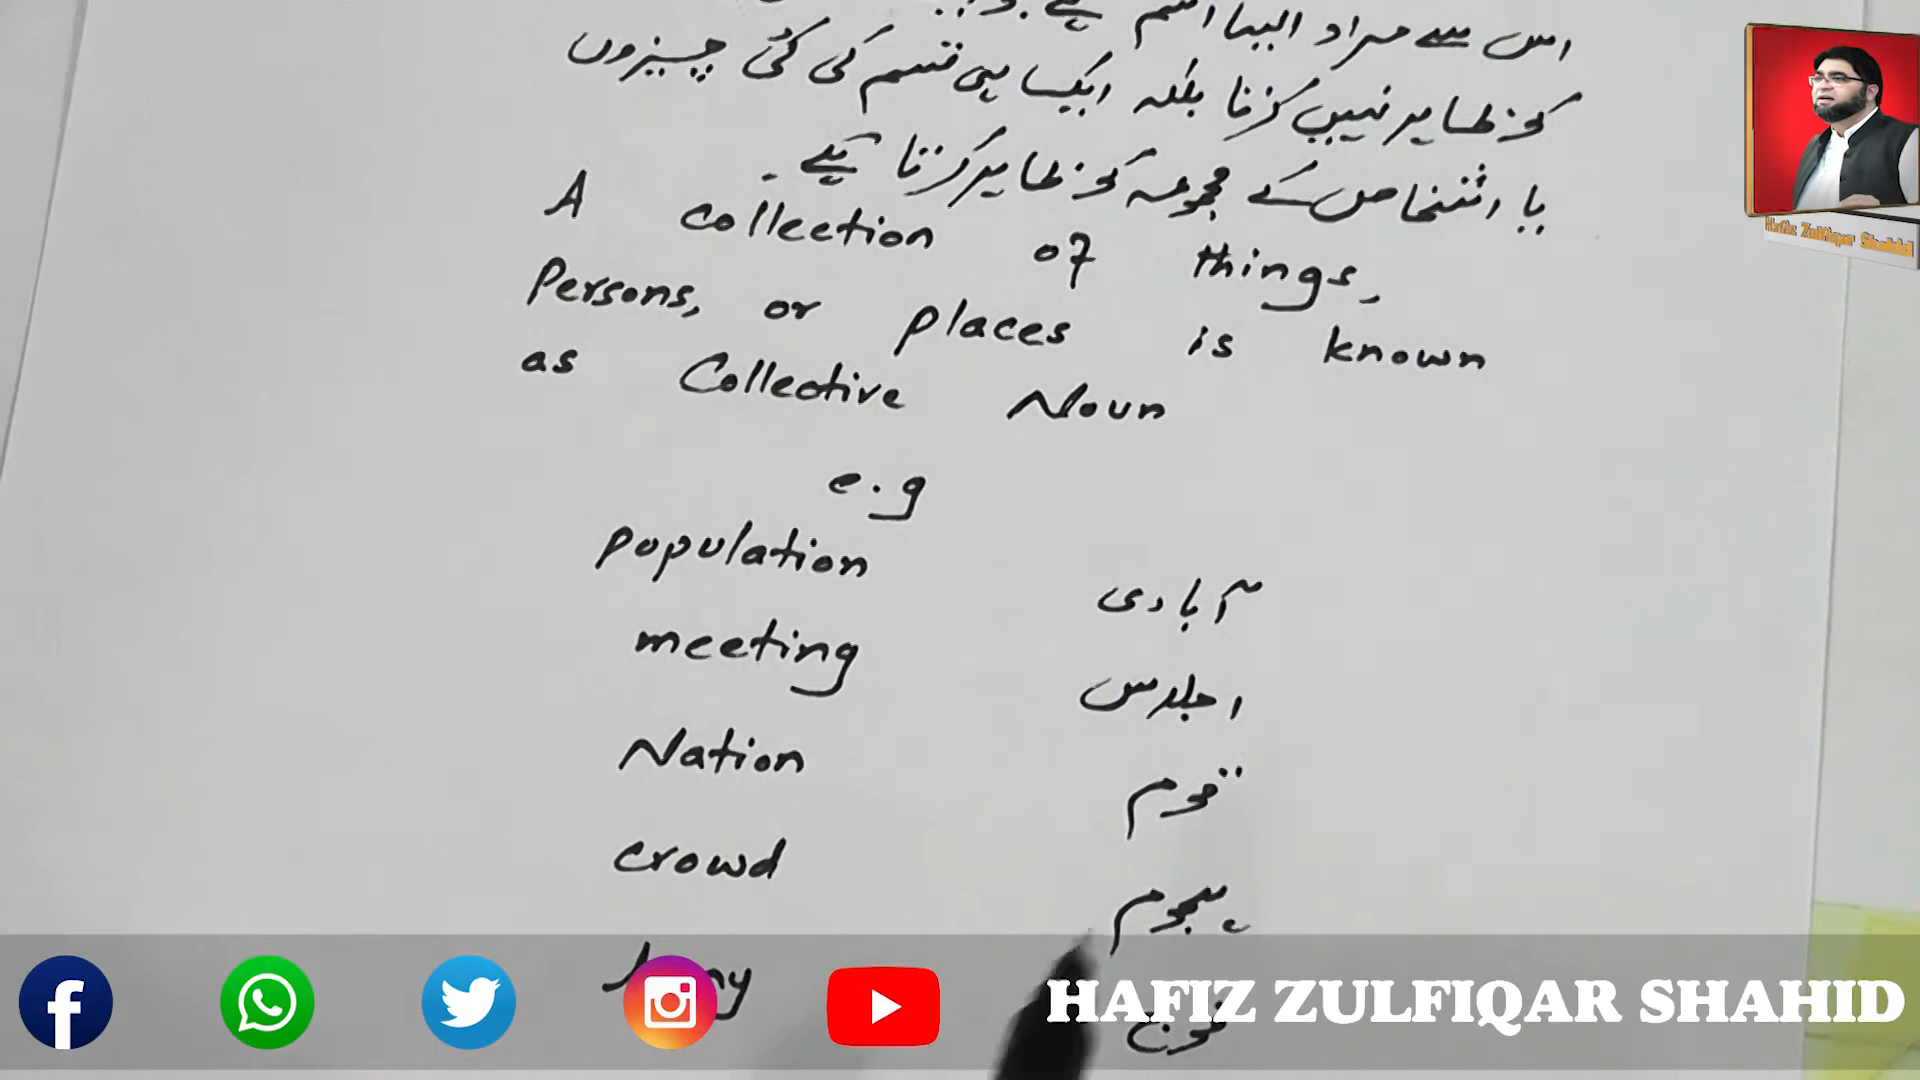 اس سے مراد ایسا اسم ہے
کو ظاہر نہیں کرتا بلکہ ایک ہی قسم کی کئی چیزوں
یا اشخاص کے مجموعہ کو ظاہر کرتا ہے۔
A collection of things,
Persons, or places is known
as Collective Noun
e.g
population آبادی
meeting اجلاس
Nation قوم
crowd ہجوم
Army فوج
HAFIZ ZULFIQAR SHAHID
Hafiz Zulfiqar Shahid